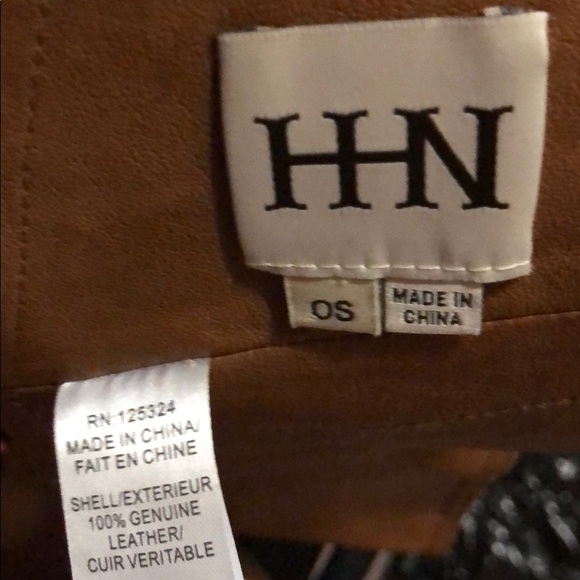 HHN
OS
MADE IN
CHINA
RN:125324
MADE IN CHINA/
FAIT EN CHINE
SHELL/EXTERIEUR
100% GENUINE
LEATHER/
CUIR VERITABLE